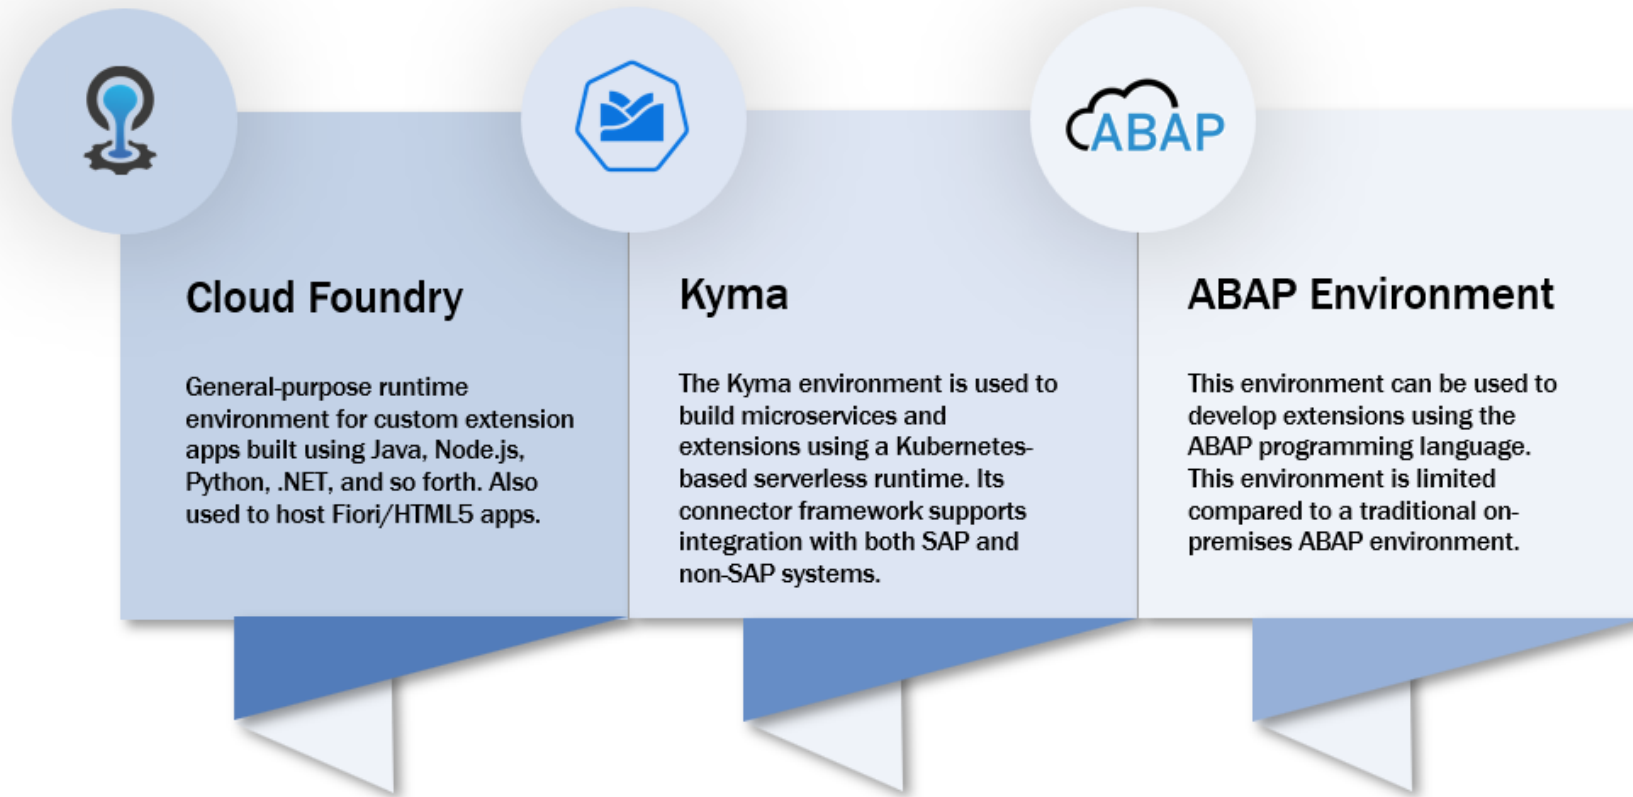 ABAP
Cloud Foundry
General-purpose runtime
environment for custom extension
apps built using Java, Node.js,
Python, .NET, and so forth. Also
used to host Fiori/HTML5 apps.
Kyma
The Kyma environment is used to
build microservices and
extensions using a Kubernetes-
based serverless runtime. Its
connector framework supports
integration with both SAP and
non-SAP systems.
ABAP Environment
This environment can be used to
develop extensions using the
ABAP programming language.
This environment is limited
compared to a traditional on-
premises ABAP environment.